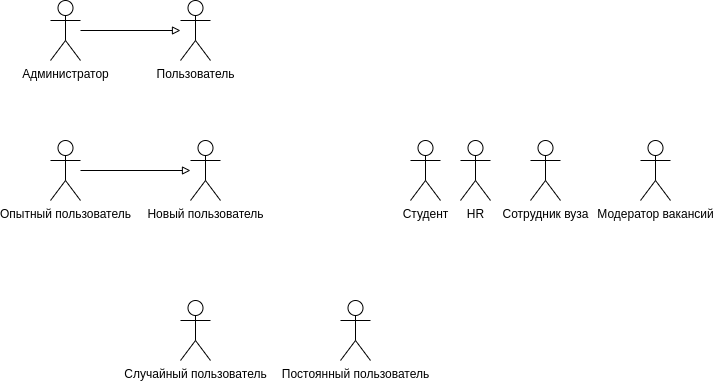 Администратор
Пользователь
Опытный пользователь
Новый пользователь
Студент
HR
Сотрудник вуза
Модератор вакансий
Случайный пользователь
Постоянный пользователь